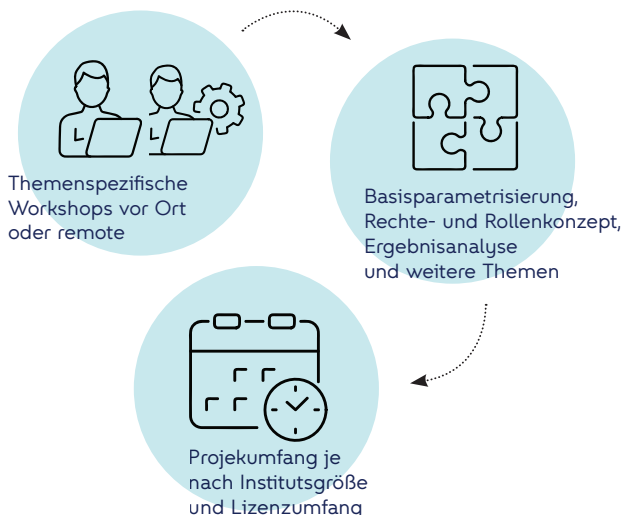 Themenspezifische
Workshops vor Ort
oder remote
Basisparametrisierung,
Rechte- und Rollenkonzept,
Ergebnisanalyse
und weitere Themen
Projekumfang je
nach Institutsgröße
und Lizenzumfang